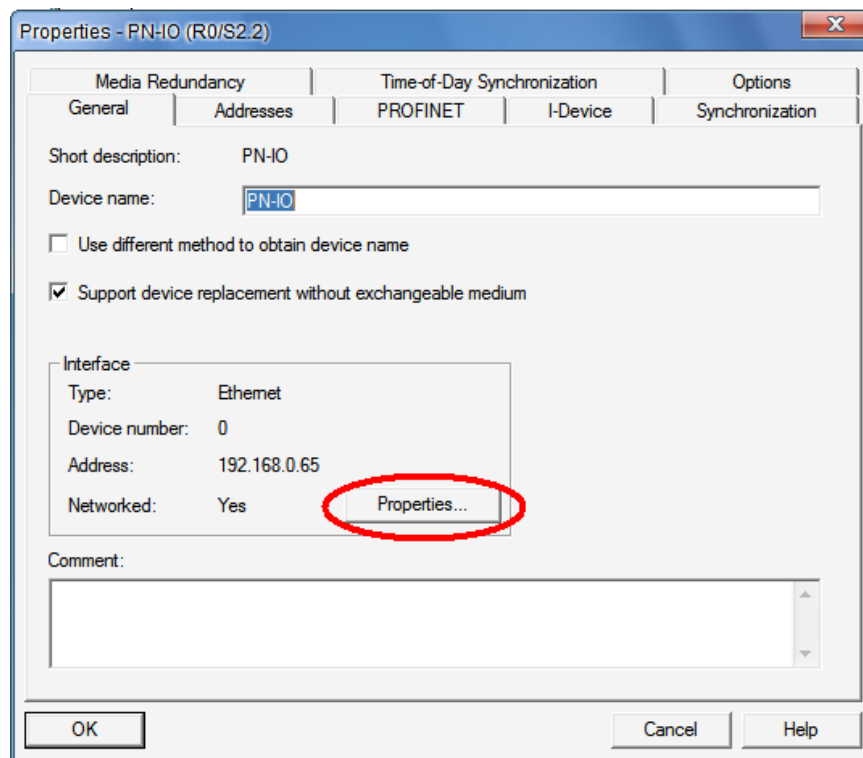 Properties - PN-IO (R0/S2.2)
Media Redundancy Time-of-Day Synchronization Options
General Addresses PROFINET I-Device Synchronization
Short description: PN-IO
Device name: PN-IO
Use different method to obtain device name
Support device replacement without exchangeable medium
Interface
Type: Ethernet
Device number: 0
Address: 192.168.0.65
Networked: Yes Properties...
Comment:
OK Cancel Help